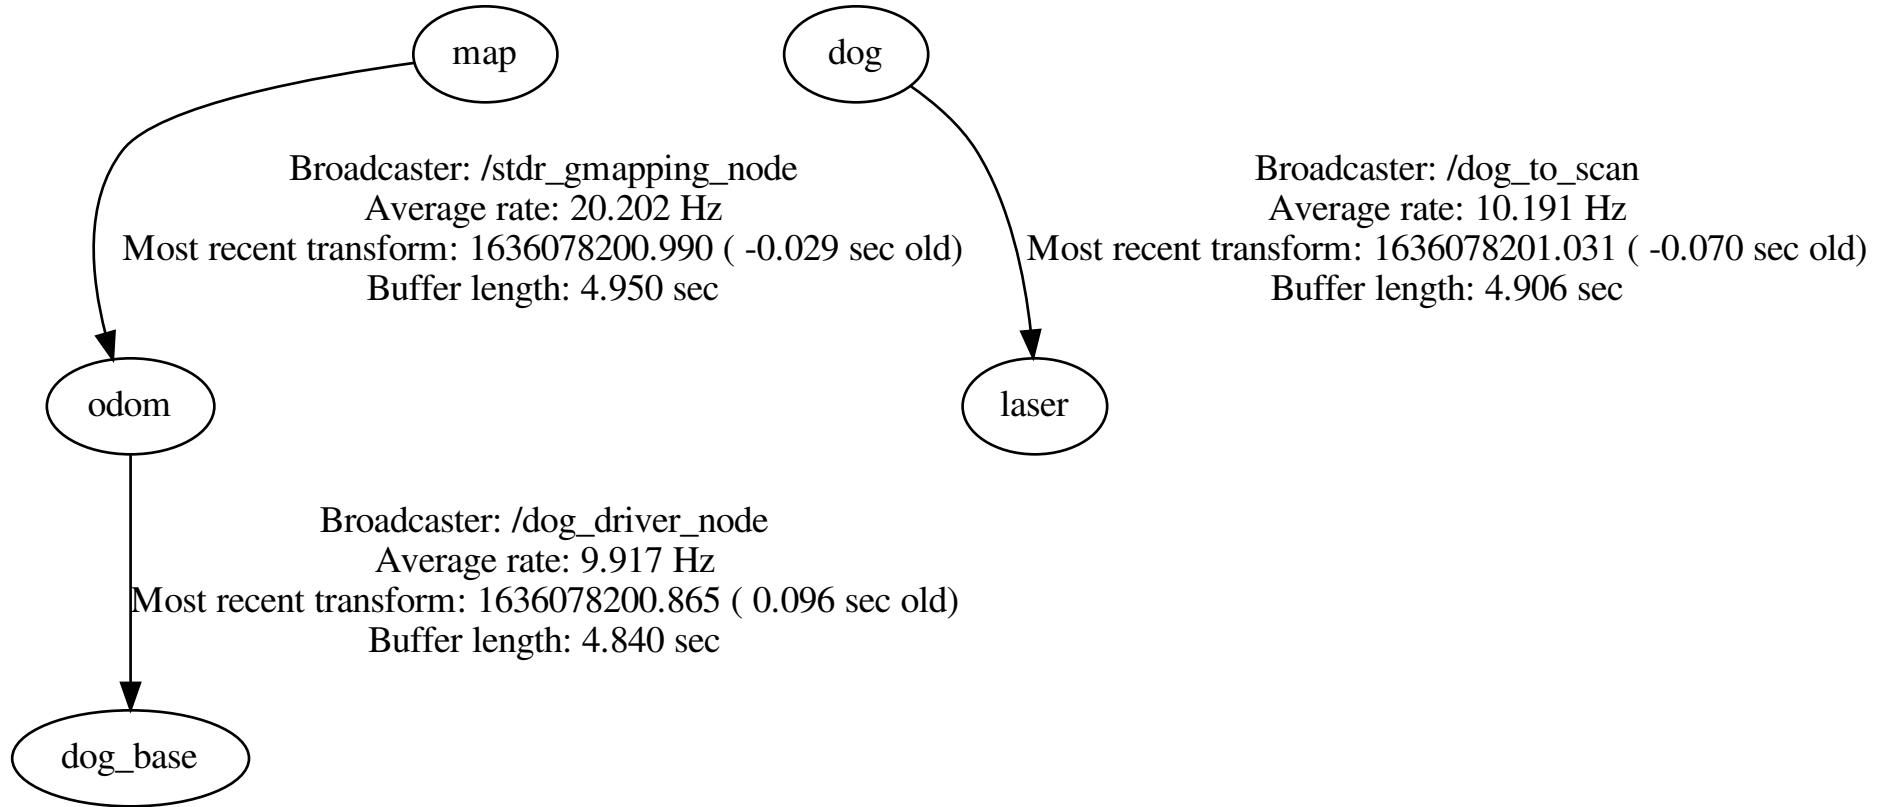 map
dog
Broadcaster: /stdr_gmapping_node
Average rate: 20.202 Hz
Most recent transform: 1636078200.990 ( -0.029 sec old)
Buffer length: 4.950 sec
Broadcaster: /dog_to_scan
Average rate: 10.191 Hz
Most recent transform: 1636078201.031 ( -0.070 sec old)
Buffer length: 4.906 sec
odom
laser
Broadcaster: /dog_driver_node
Average rate: 9.917 Hz
Most recent transform: 1636078200.865 ( 0.096 sec old)
Buffer length: 4.840 sec
dog_base